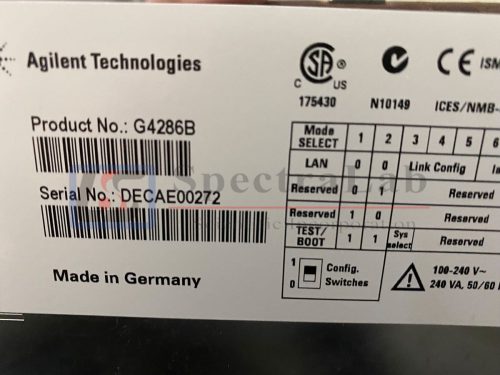 Agilent Technologies
Product No.: G4286B
Serial No.: DECAE00272
Made in Germany
C US
175430
N10149
CE ISM
ICES/NMB-
Mode SELECT 1 2 3 4 5 6
LAN 0 0 Link Config
Reserved 0 1 Reserved
Reserved 1 0 Reserved
TEST/ BOOT 1 1 Sys select Reserved
1
0
Config. Switches
100-240 V~
240 VA, 50/60
SpectraLab